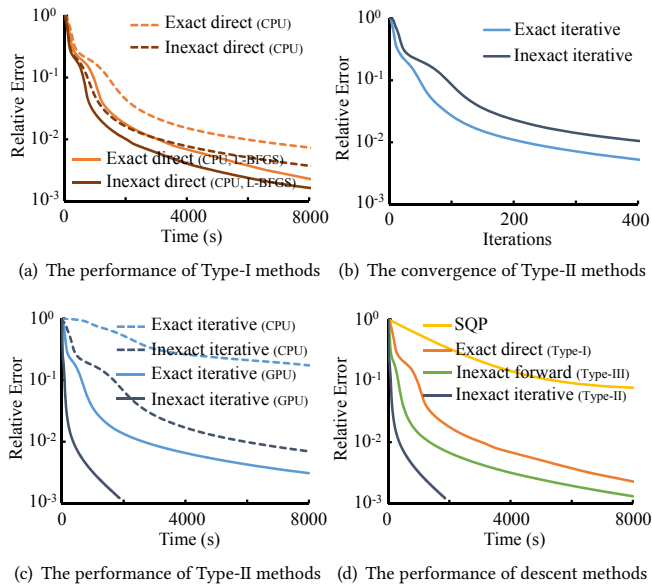 10^0
10^-1
10^-2
10^-3
Relative Error
Exact direct (CPU)
Inexact direct (CPU)
Exact direct (CPU, L-BFGS)
Inexact direct (CPU, L-BFGS)
0
4000
8000
Time (s)
(a) The performance of Type-I methods
10^0
10^-1
10^-2
10^-3
Relative Error
Exact iterative
Inexact iterative
0
200
400
Iterations
(b) The convergence of Type-II methods
10^0
10^-1
10^-2
10^-3
Relative Error
Exact iterative (CPU)
Inexact iterative (CPU)
Exact iterative (GPU)
Inexact iterative (GPU)
0
4000
8000
Time (s)
(c) The performance of Type-II methods
10^0
10^-1
10^-2
10^-3
Relative Error
SQP
Exact direct (Type-I)
Inexact forward (Type-III)
Inexact iterative (Type-II)
0
4000
8000
Time (s)
(d) The performance of descent methods